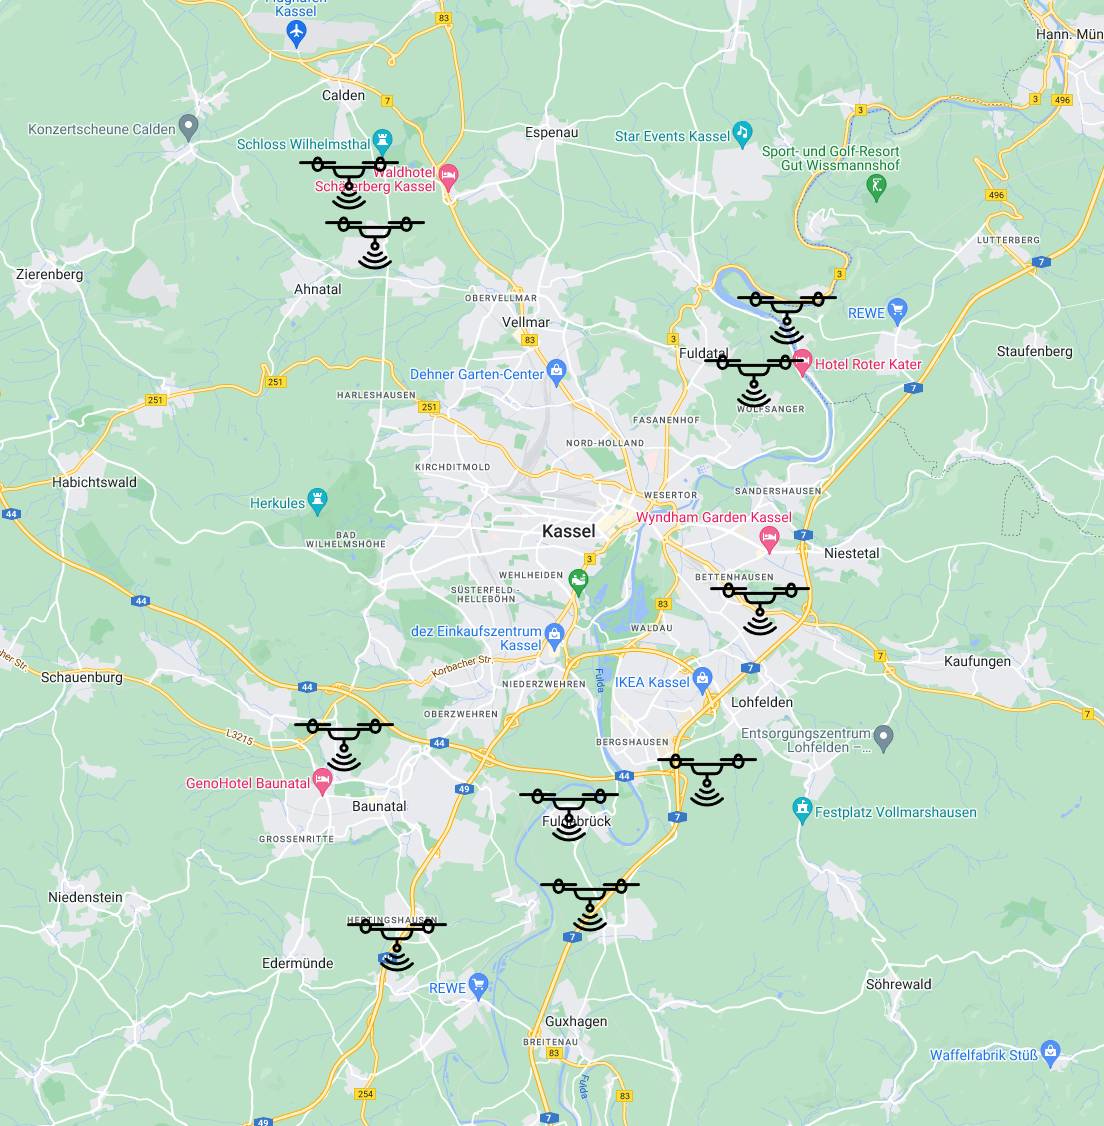 Kassel
83
Hann. Mün
7
Calden
3
496
3
Konzertscheune Calden
Espenau
Star Events Kassel
Schloss Wilhelmsthal
Sport- und Golf-Resort
Gut Wissmannshof
Waldhotel
Schäferberg Kassel
496
LUTTERBERG
7
Zierenberg
3
Ahnatal
OBERVELLMAR
Vellmar
REWE
83
3
Fuldatal
Staufenberg
Hotel Roter Kater
Dehner Garten-Center
251
7
HARLESHAUSEN
251
251
WOLFSANGER
FASANENHOF
NORD-HOLLAND
KIRCHDITMOLD
Habichtswald
WESERTOR
SANDERSHAUSEN
Herkules
44
Wyndham Garden Kassel
Kassel
7
BAD
WILHELMSHÖHE
Niestetal
3
WEHLHEIDEN
BETTENHAUSEN
SÜSTERFELD -
HELLEBÖHN
44
83
dez Einkaufszentrum
Kassel
WALDAU
7
Kaufungen
her Str.
Korbacher Str.
7
Schauenburg
Fulda
IKEA Kassel
44
NIEDERZWEHREN
Lohfelden
OBERZWEHREN
7
L3215
44
BERGSHAUSEN
Entsorgungszentrum
Lohfelden –...
44
GenoHotel Baunatal
49
Baunatal
7
Fuldabrück
Festplatz Vollmarshausen
GROSSENRITTE
Niedenstein
HERTINGSHAUSEN
7
Edermünde
REWE
Söhrewald
Guxhagen
BREITENAU
83
Waffelfabrik Stüß
Fulda
254
83
49
7